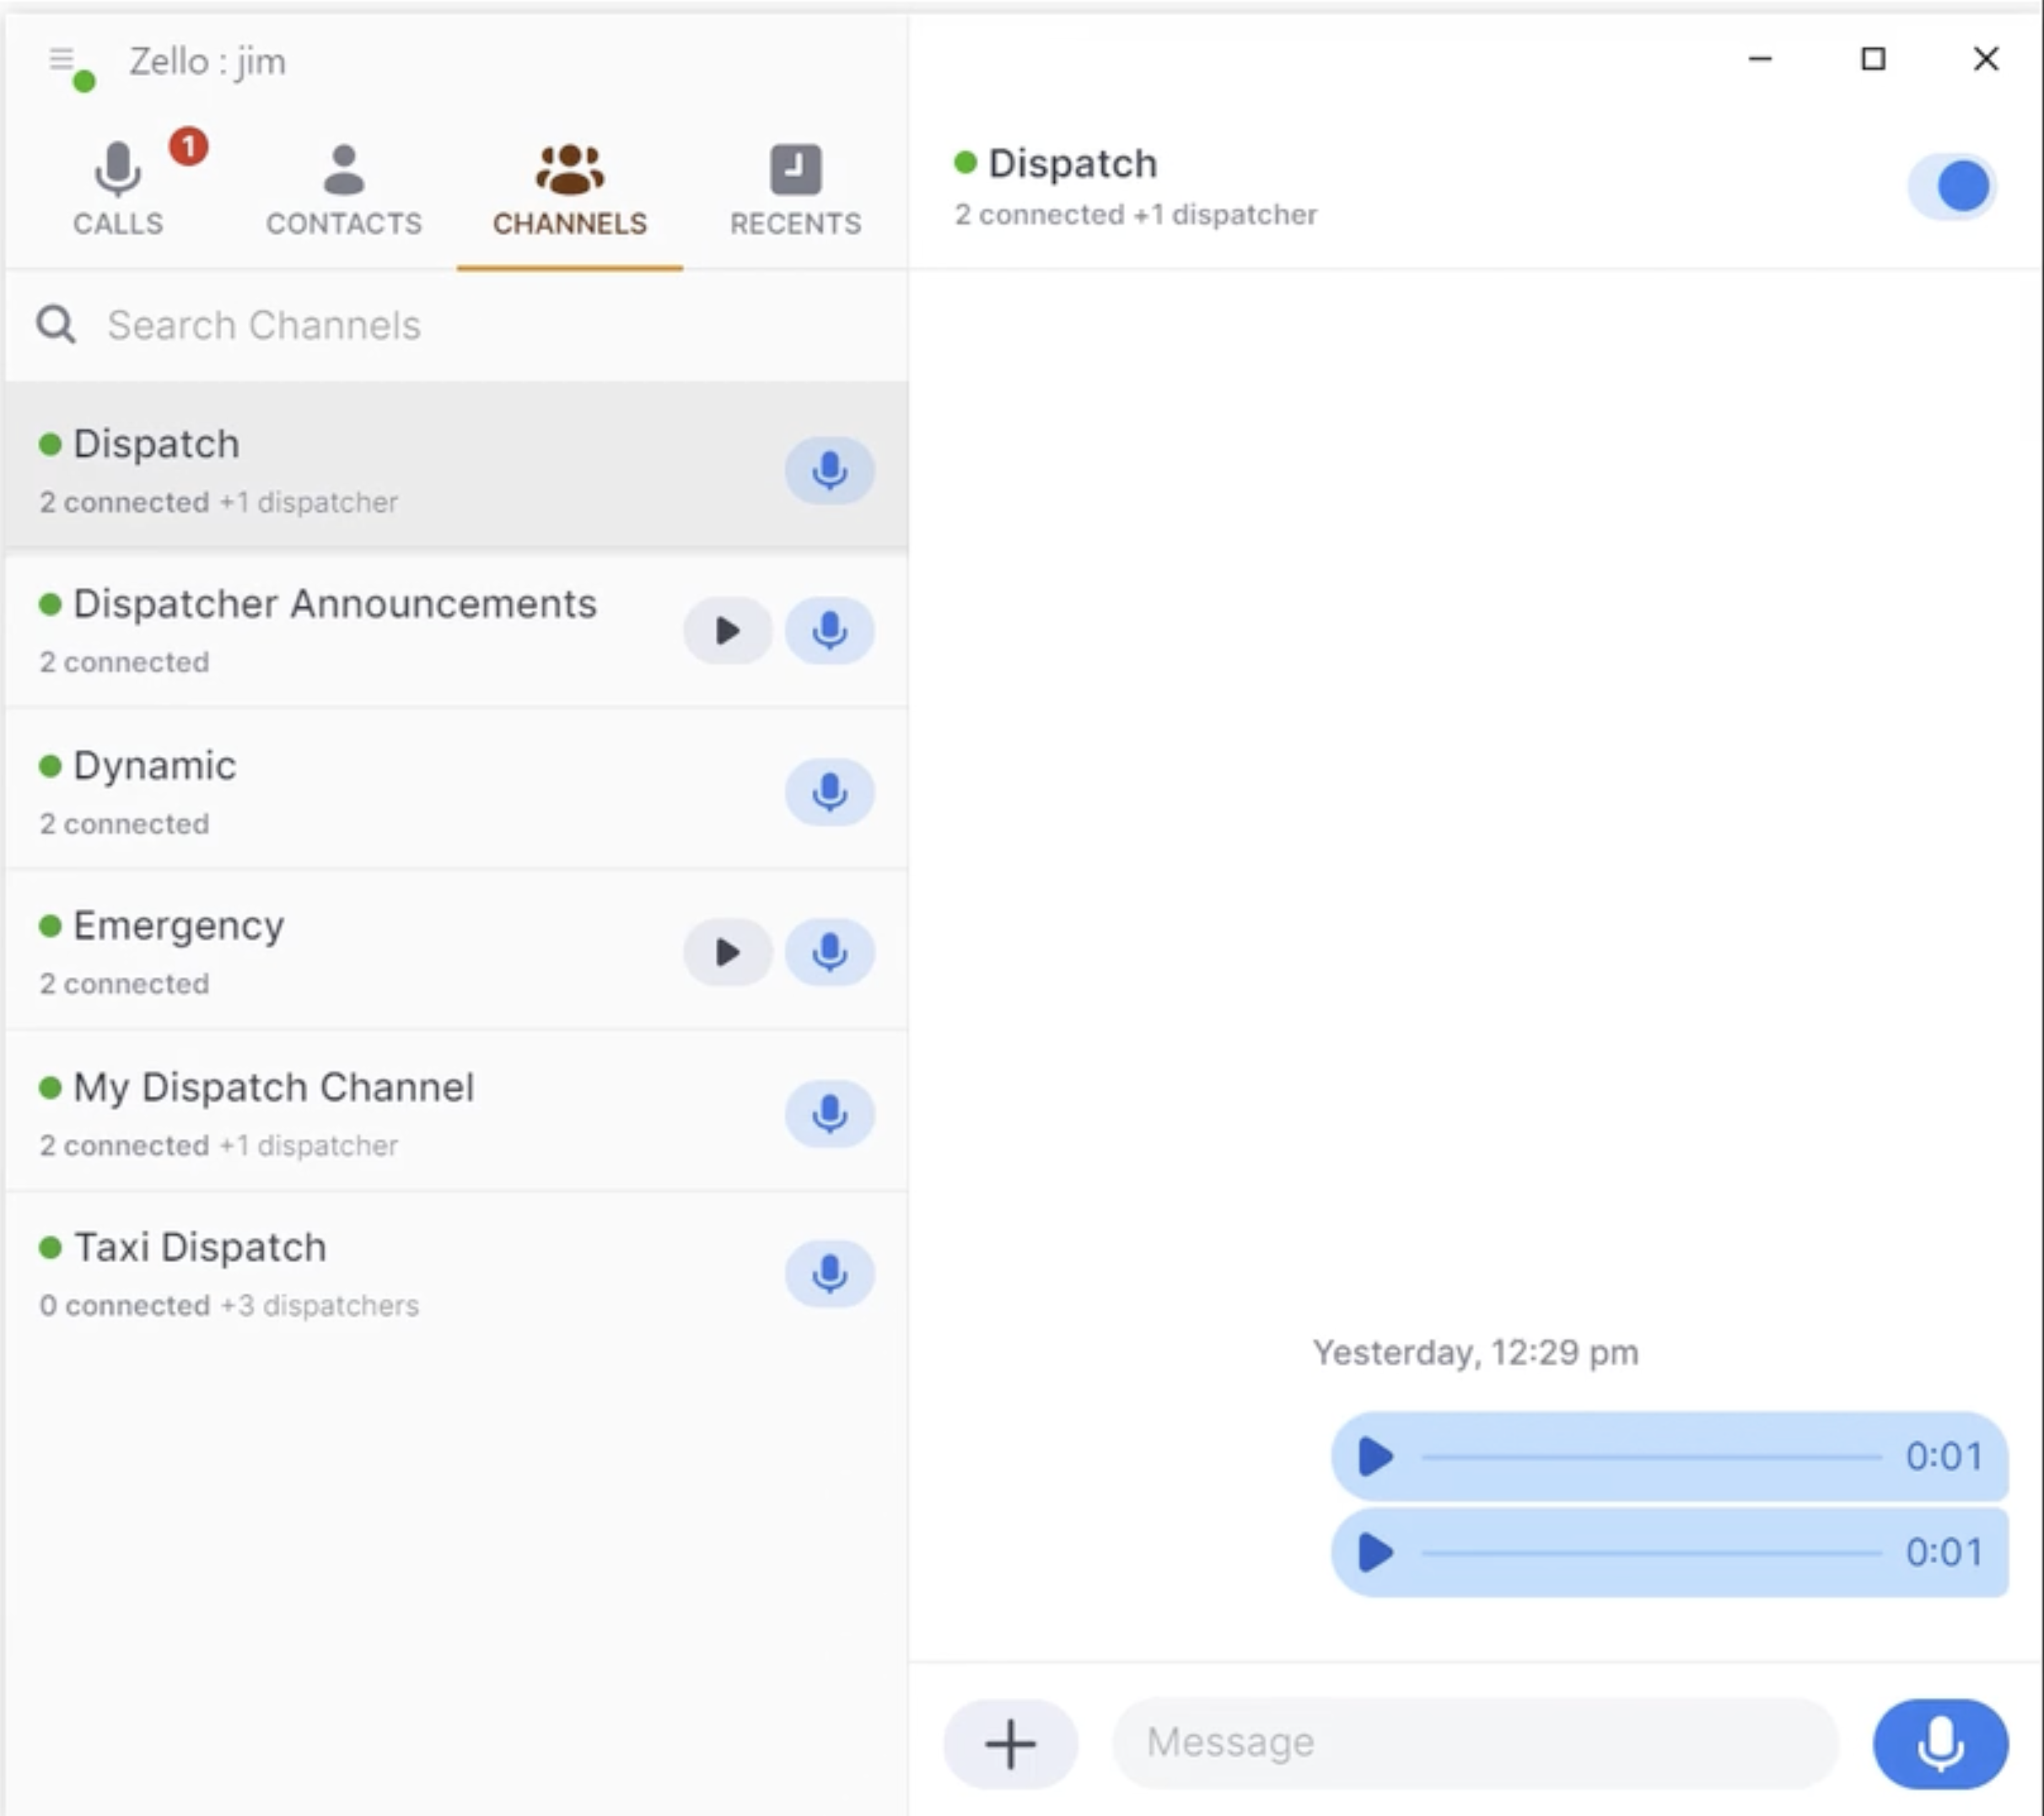 Zello : jim
1
CALLS
CONTACTS
CHANNELS
RECENTS
Search Channels
Dispatch
2 connected +1 dispatcher
Dispatcher Announcements
2 connected
Dynamic
2 connected
Emergency
2 connected
My Dispatch Channel
2 connected +1 dispatcher
Taxi Dispatch
0 connected +3 dispatchers
Dispatch
2 connected +1 dispatcher
Yesterday, 12:29 pm
0:01
0:01
Message